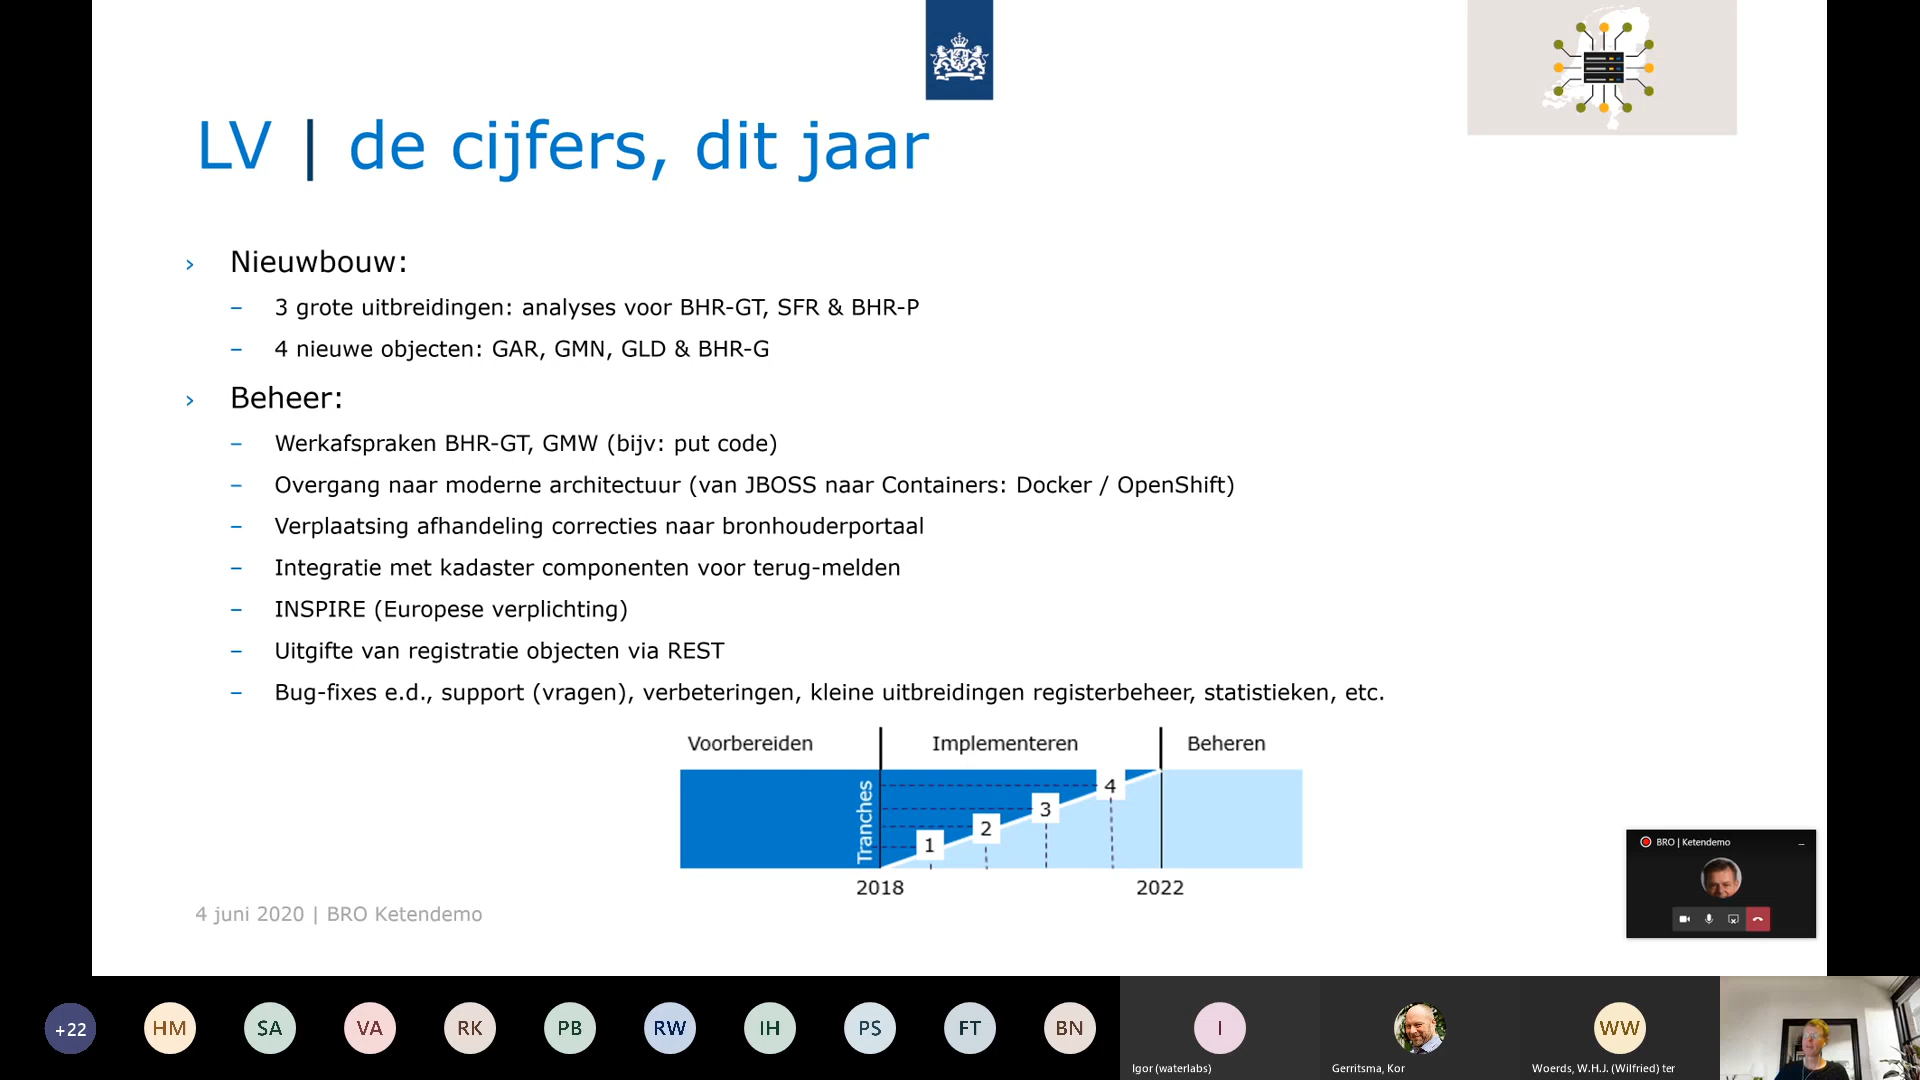 LV | de cijfers, dit jaar
› Nieuwbouw:
– 3 grote uitbreidingen: analyses voor BHR-GT, SFR & BHR-P
– 4 nieuwe objecten: GAR, GMN, GLD & BHR-G
› Beheer:
– Werkafspraken BHR-GT, GMW (bijv: put code)
– Overgang naar moderne architectuur (van JBOSS naar Containers: Docker / OpenShift)
– Verplaatsing afhandeling correcties naar bronhouderportaal
– Integratie met kadaster componenten voor terug-melden
– INSPIRE (Europese verplichting)
– Uitgifte van registratie objecten via REST
– Bug-fixes e.d., support (vragen), verbeteringen, kleine uitbreidingen registerbeheer, statistieken, etc.
Voorbereiden Implementeren Beheren
Tranches
1 2 3 4
2018 2022
4 juni 2020 | BRO Ketendemo
BRO | Ketendemo
+22 HM SA VA RK PB RW IH PS FT BN I WW
Igor (waterlabs) Gerritsma, Kor Woerds, W.H.J. (Wilfried) ter